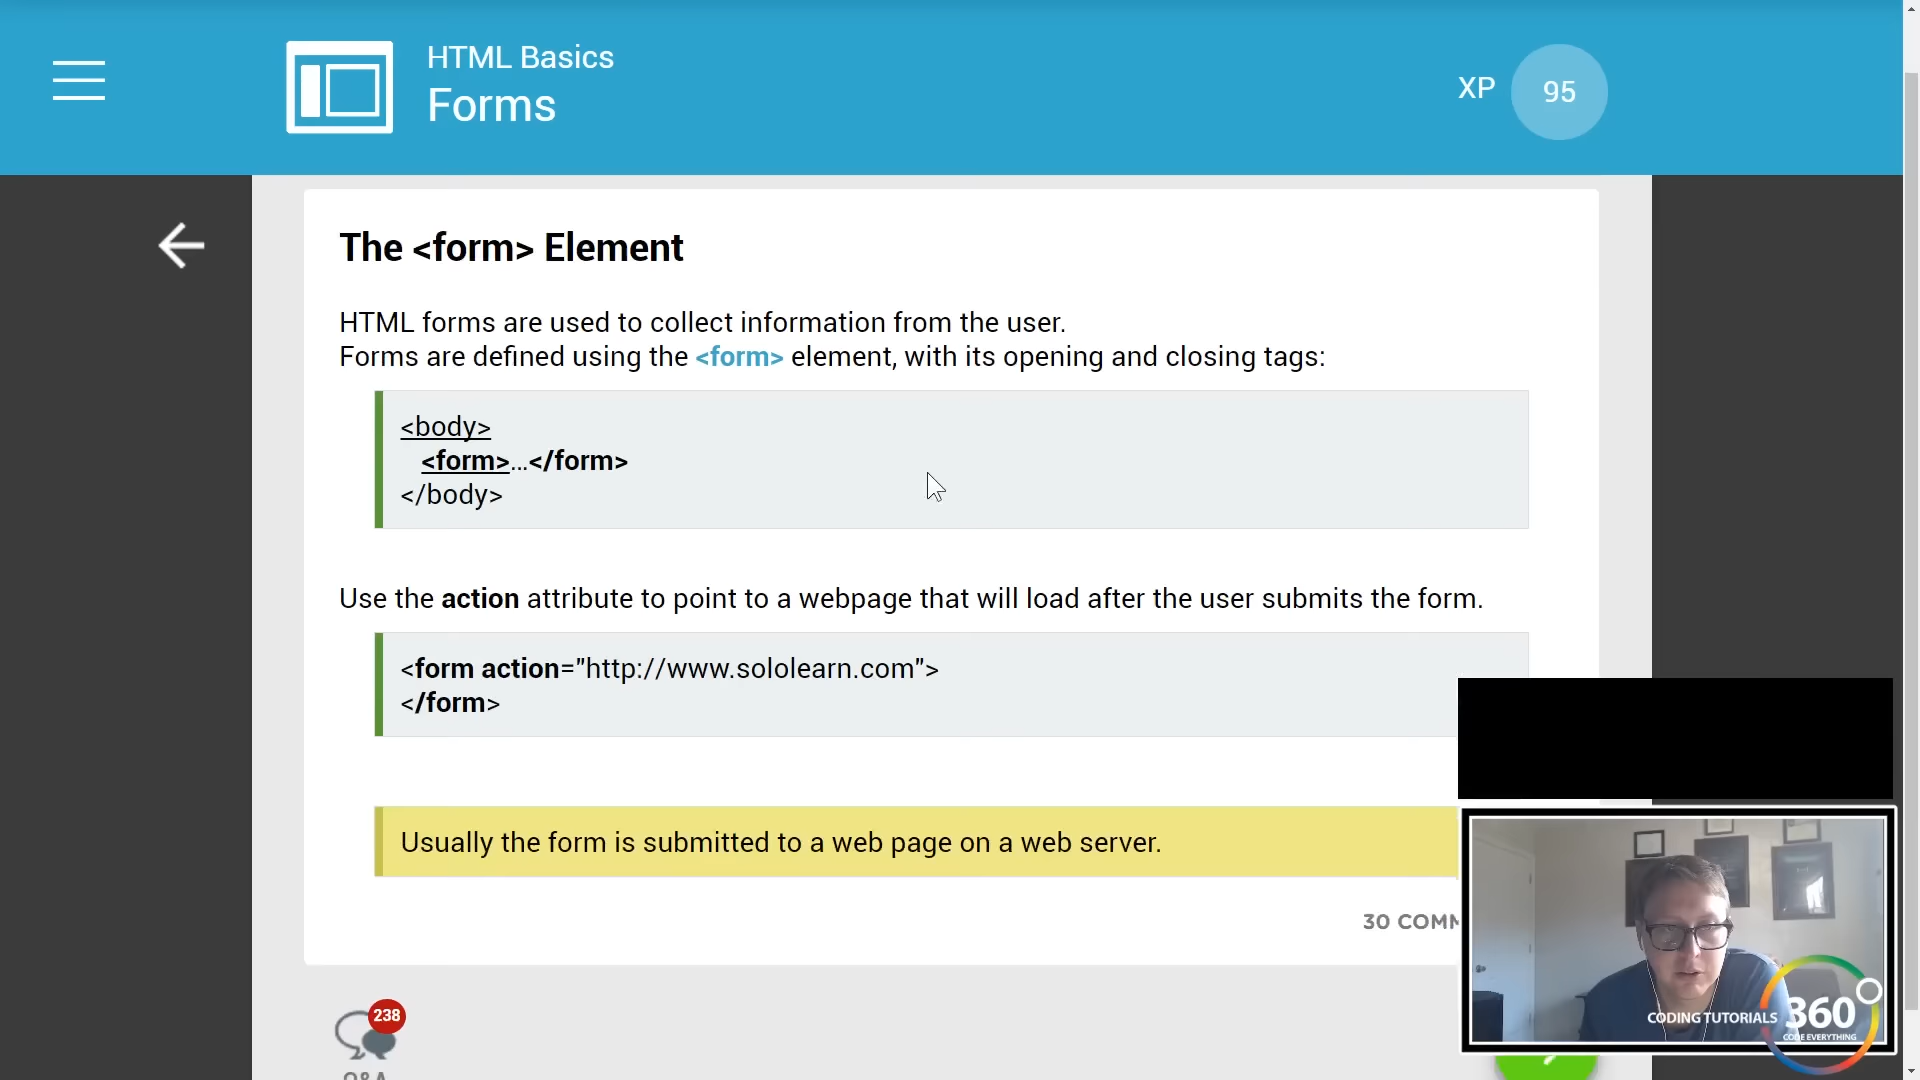 HTML Basics
Forms
XP 95
The <form> Element
HTML forms are used to collect information from the user.
Forms are defined using the <form> element, with its opening and closing tags:
<body>
<form>...</form>
</body>
Use the action attribute to point to a webpage that will load after the user submits the form.
<form action="http://www.sololearn.com">
</form>
Usually the form is submitted to a web page on a web server.
30 COMM
238
Q&A
CODING TUTORIALS 360
CODE EVERYTHING